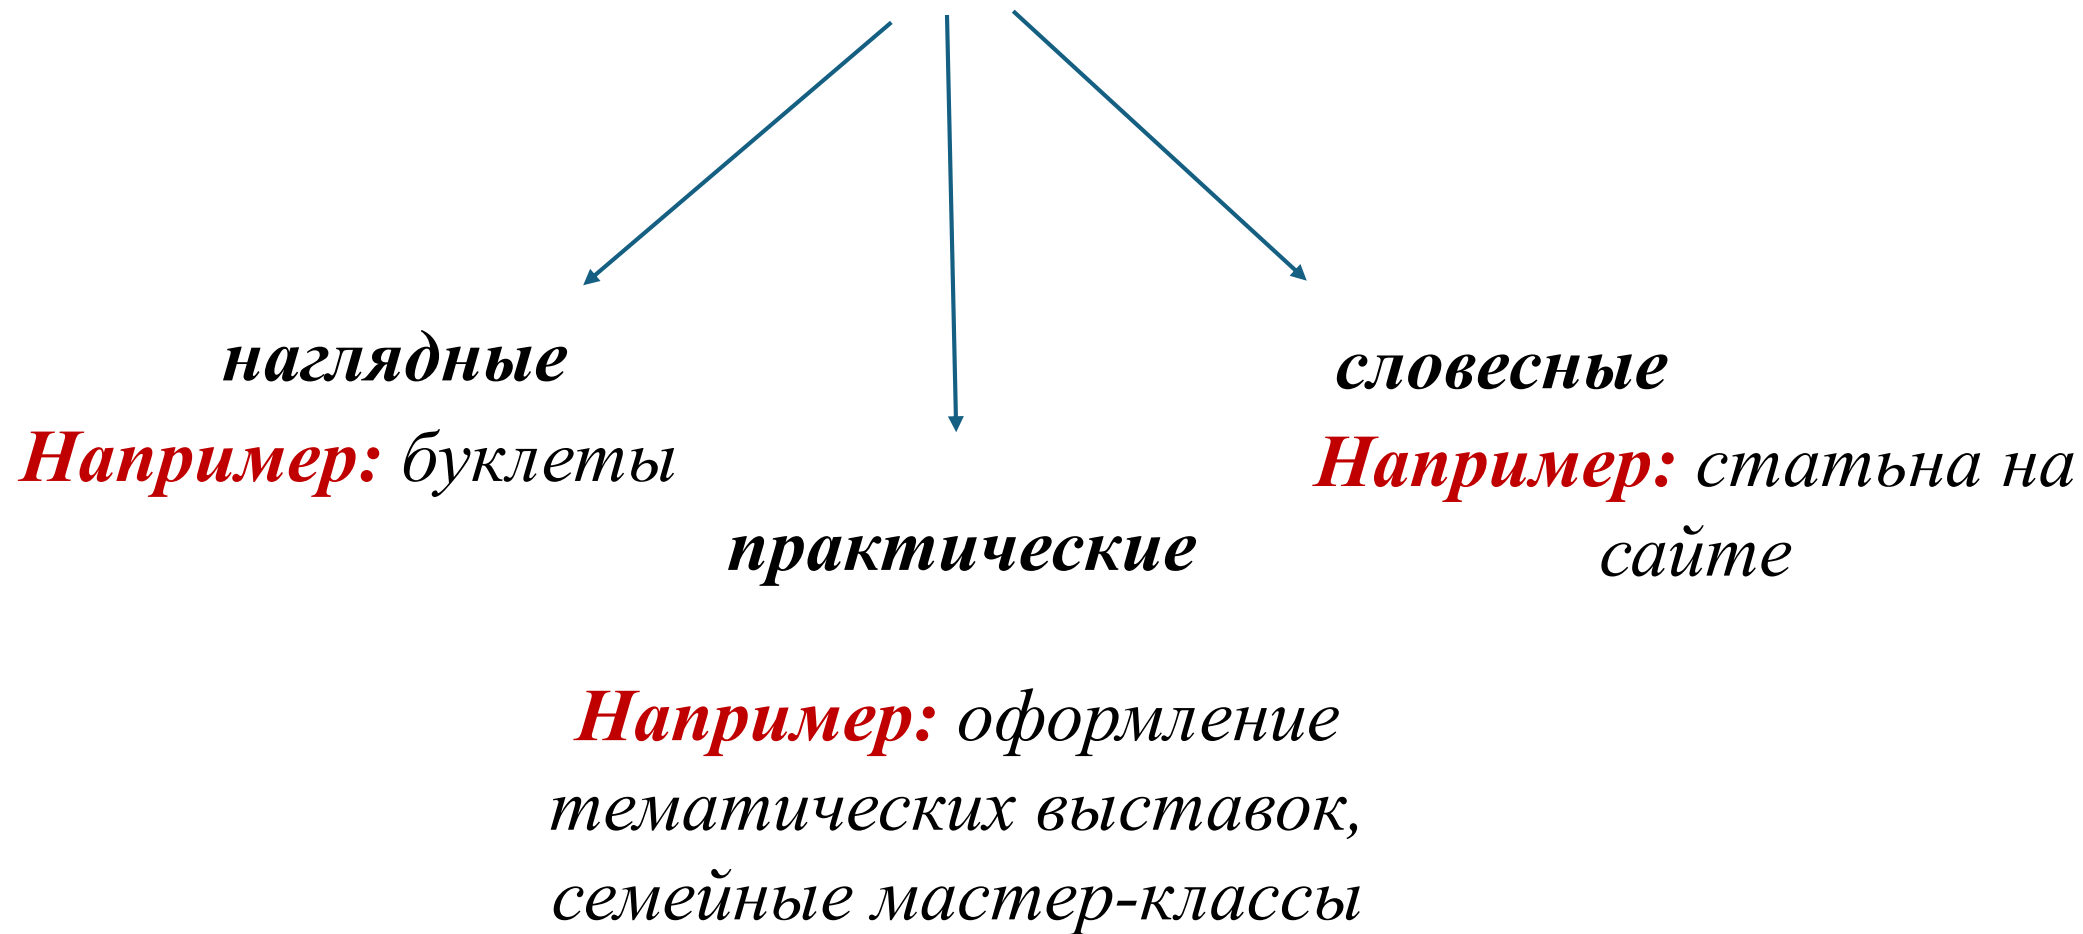 наглядные
Например: буклеты
практические
Например: оформление
тематических выставок,
семейные мастер-классы
словесные
Например: статьна на
сайте